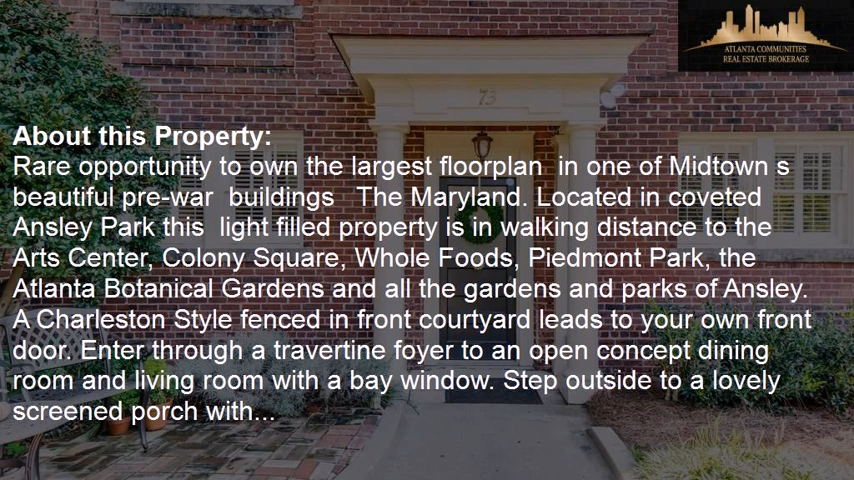 ATLANTA COMMUNITIES
REAL ESTATE BROKERAGE
73
About this Property:
Rare opportunity to own the largest floorplan in one of Midtown s
beautiful pre-war buildings The Maryland. Located in coveted
Ansley Park this light filled property is in walking distance to the
Arts Center, Colony Square, Whole Foods, Piedmont Park, the
Atlanta Botanical Gardens and all the gardens and parks of Ansley.
A Charleston Style fenced in front courtyard leads to your own front
door. Enter through a travertine foyer to an open concept dining
room and living room with a bay window. Step outside to a lovely
screened porch with...